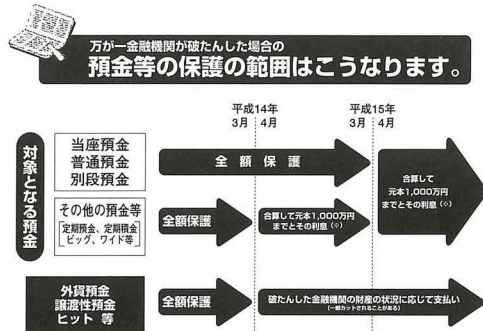 万が一金融機関が破たんした場合の
預金等の保護の範囲はこうなります。
平成14年 平成15年
3月 4月 3月 4月
対象となる預金
当座預金
普通預金
別段預金
全額保護
合算して
元本1,000万円
までとその利息(※)
その他の預金等
[定期預金、定期積金
ビッグ、ワイド等]
全額保護
合算して元本1,000万円
までとその利息(※)
外貨預金
譲渡性預金
ヒット 等
全額保護
破たんした金融機関の財産の状況に応じて支払い
(一部カットされることがある)